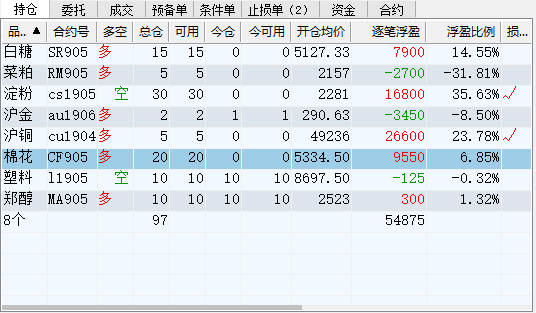 持仓 委托 成交 预备单 条件单 止损单（2） 资金 合约
品…▲ 合约号 多空 总仓 可用 今仓 今可用 开仓均价 逐笔浮盈 浮盈比例 损…
白糖 SR905 多 15 15 0 0 5127.33 7900 14.55%
菜粕 RM905 多 5 5 0 0 2157 -2700 -31.81%
淀粉 cs1905 空 30 30 0 0 2281 16800 35.63% ✓
沪金 au1906 多 2 2 1 1 290.63 -3450 -8.50%
沪铜 cu1904 多 5 5 0 0 49236 26600 23.78% ✓
棉花 CF905 多 20 20 0 0 5334.50 9550 6.85%
塑料 l1905 空 10 10 10 10 8697.50 -125 -0.32%
郑醇 MA905 多 10 10 10 10 2523 300 1.32%
8个 97 54875